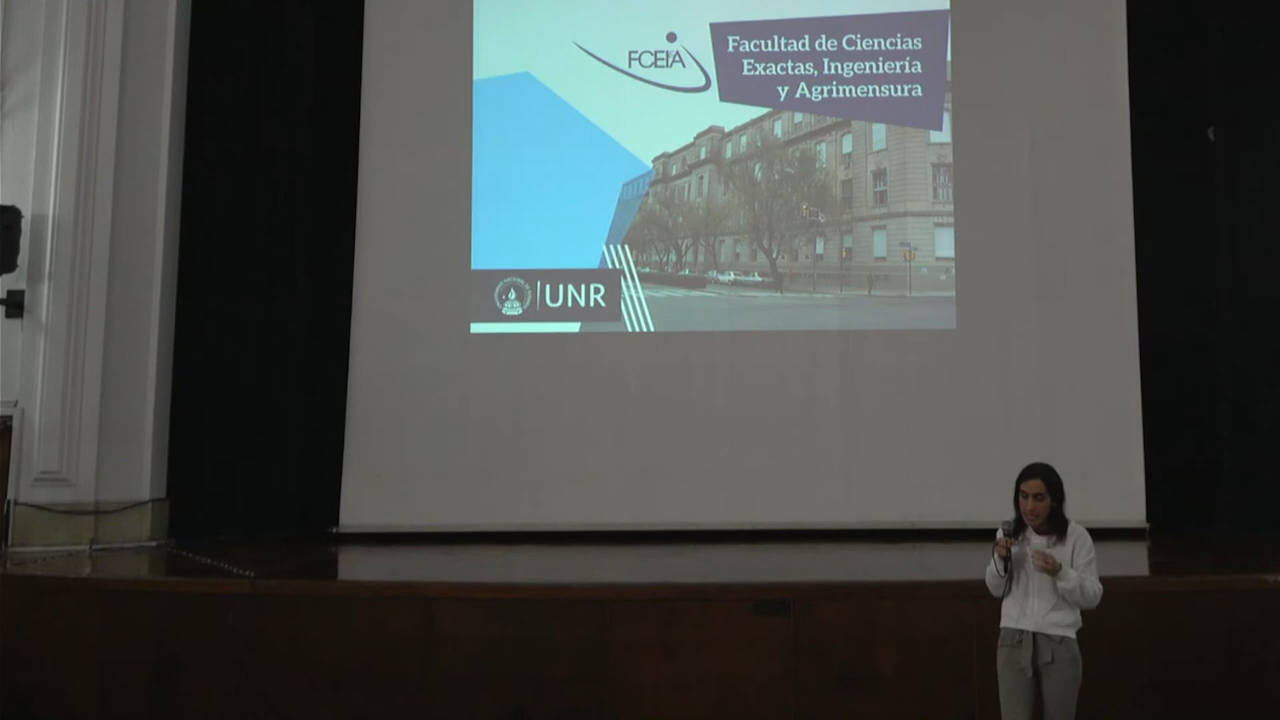 FCEIA
Facultad de Ciencias
Exactas, Ingeniería
y Agrimensura
UNR